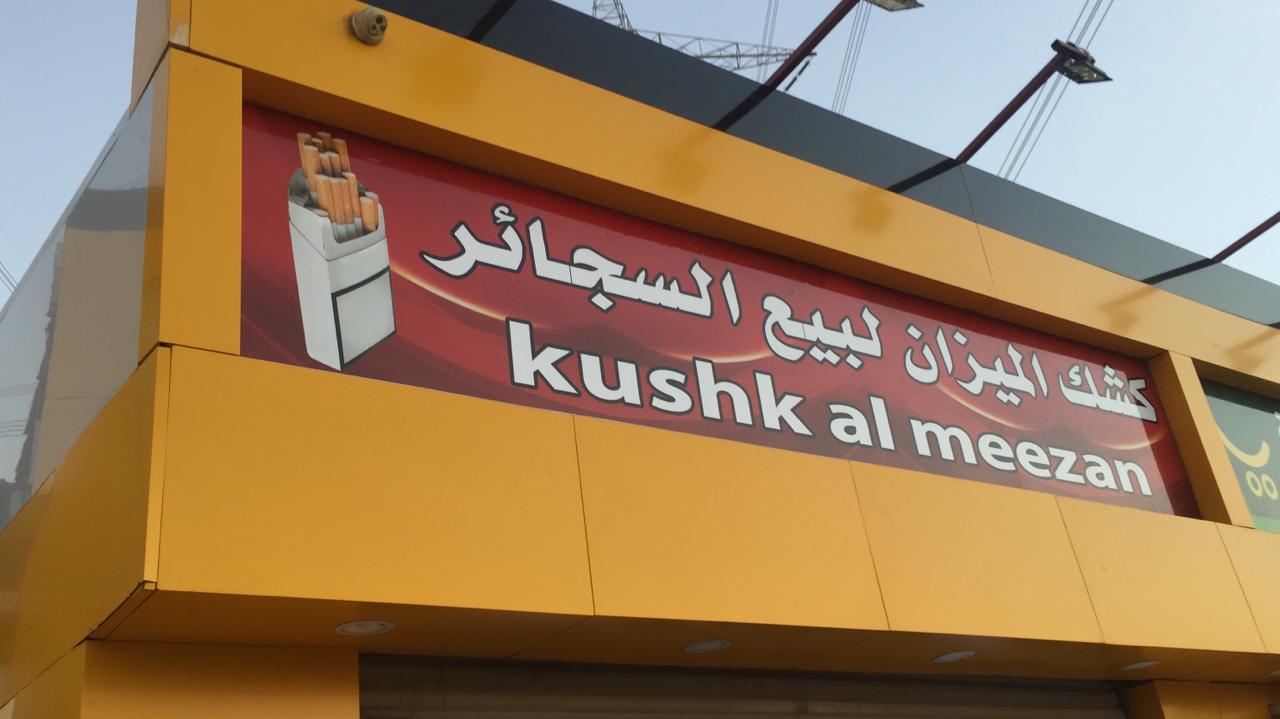 كشك الميزان لبيع السجائر
kushk al meezan